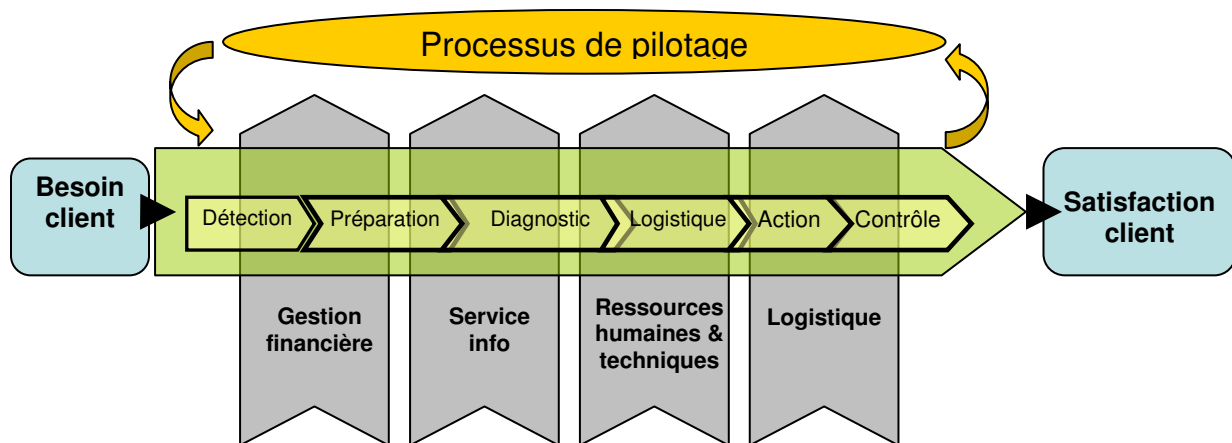 Processus de pilotage
Besoin
client
Détection
Préparation
Diagnostic
Logistique
Action
Contrôle
Satisfaction
client
Gestion
financière
Service
info
Ressources
humaines &
techniques
Logistique